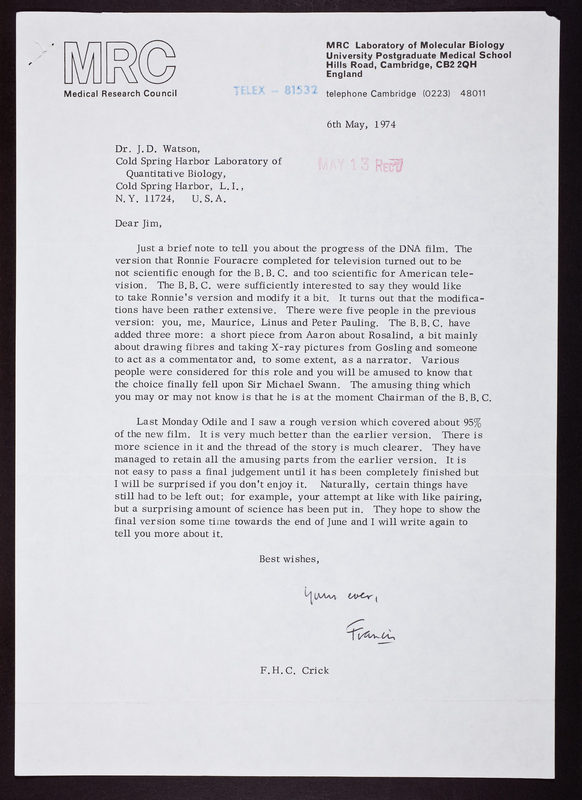 MRC
Medical Research Council
TELEX - 81532
MRC Laboratory of Molecular Biology
University Postgraduate Medical School
Hills Road, Cambridge, CB2 2QH
England
telephone Cambridge (0223) 48011
6th May, 1974
MAY 13 Rec'd
Dr. J.D. Watson,
Cold Spring Harbor Laboratory of
Quantitative Biology,
Cold Spring Harbor, L.I.,
N.Y. 11724, U.S.A.
Dear Jim,
Just a brief note to tell you about the progress of the DNA film. The
version that Ronnie Fouracre completed for television turned out to be
not scientific enough for the B.B.C. and too scientific for American tele-
vision. The B.B.C. were sufficiently interested to say they would like
to take Ronnie's version and modify it a bit. It turns out that the modifica-
tions have been rather extensive. There were five people in the previous
version: you, me, Maurice, Linus and Peter Pauling. The B.B.C. have
added three more: a short piece from Aaron about Rosalind, a bit mainly
about drawing fibres and taking X-ray pictures from Gosling and someone
to act as a commentator and, to some extent, as a narrator. Various
people were considered for this role and you will be amused to know that
the choice finally fell upon Sir Michael Swann. The amusing thing which
you may or may not know is that he is at the moment Chairman of the B.B.C.
Last Monday Odile and I saw a rough version which covered about 95%
of the new film. It is very much better than the earlier version. There is
more science in it and the thread of the story is much clearer. They have
managed to retain all the amusing parts from the earlier version. It is
not easy to pass a final judgement until it has been completely finished but
I will be surprised if you don't enjoy it. Naturally, certain things have
still had to be left out; for example, your attempt at like with like pairing,
but a surprising amount of science has been put in. They hope to show the
final version some time towards the end of June and I will write again to
tell you more about it.
Best wishes,
Yours ever,
Francis
F.H.C. Crick